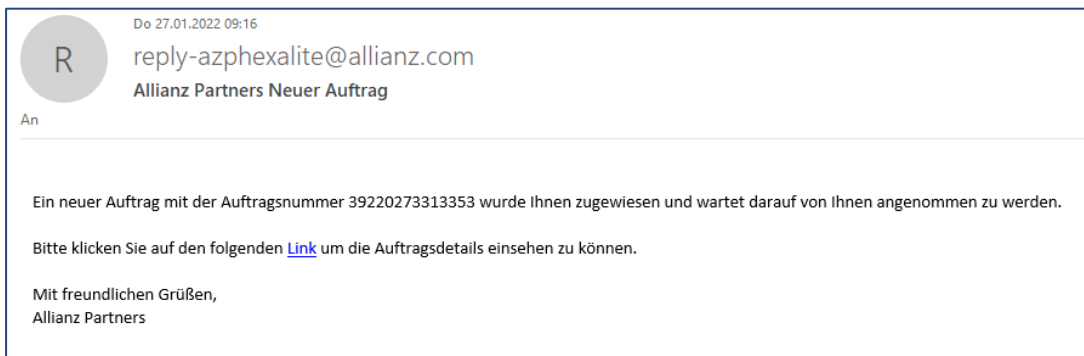 Do 27.01.2022 09:16
R
reply-azphexalite@allianz.com
Allianz Partners Neuer Auftrag
An
Ein neuer Auftrag mit der Auftragsnummer 39220273313353 wurde Ihnen zugewiesen und wartet darauf von Ihnen angenommen zu werden.
Bitte klicken Sie auf den folgenden Link um die Auftragsdetails einsehen zu können.
Mit freundlichen Grüßen,
Allianz Partners